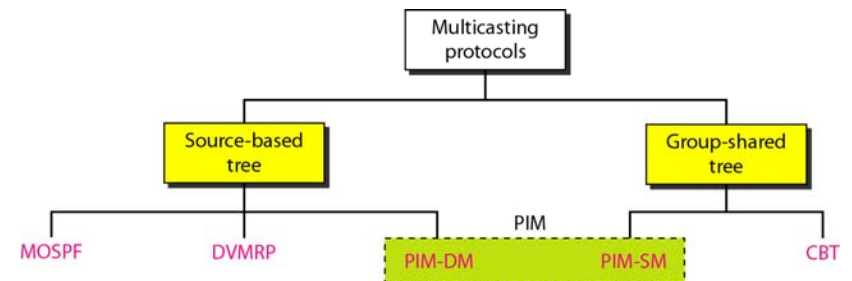 Multicasting
protocols
Source-based
tree
Group-shared
tree
PIM
MOSPF
DVMRP
PIM-DM
PIM-SM
CBT